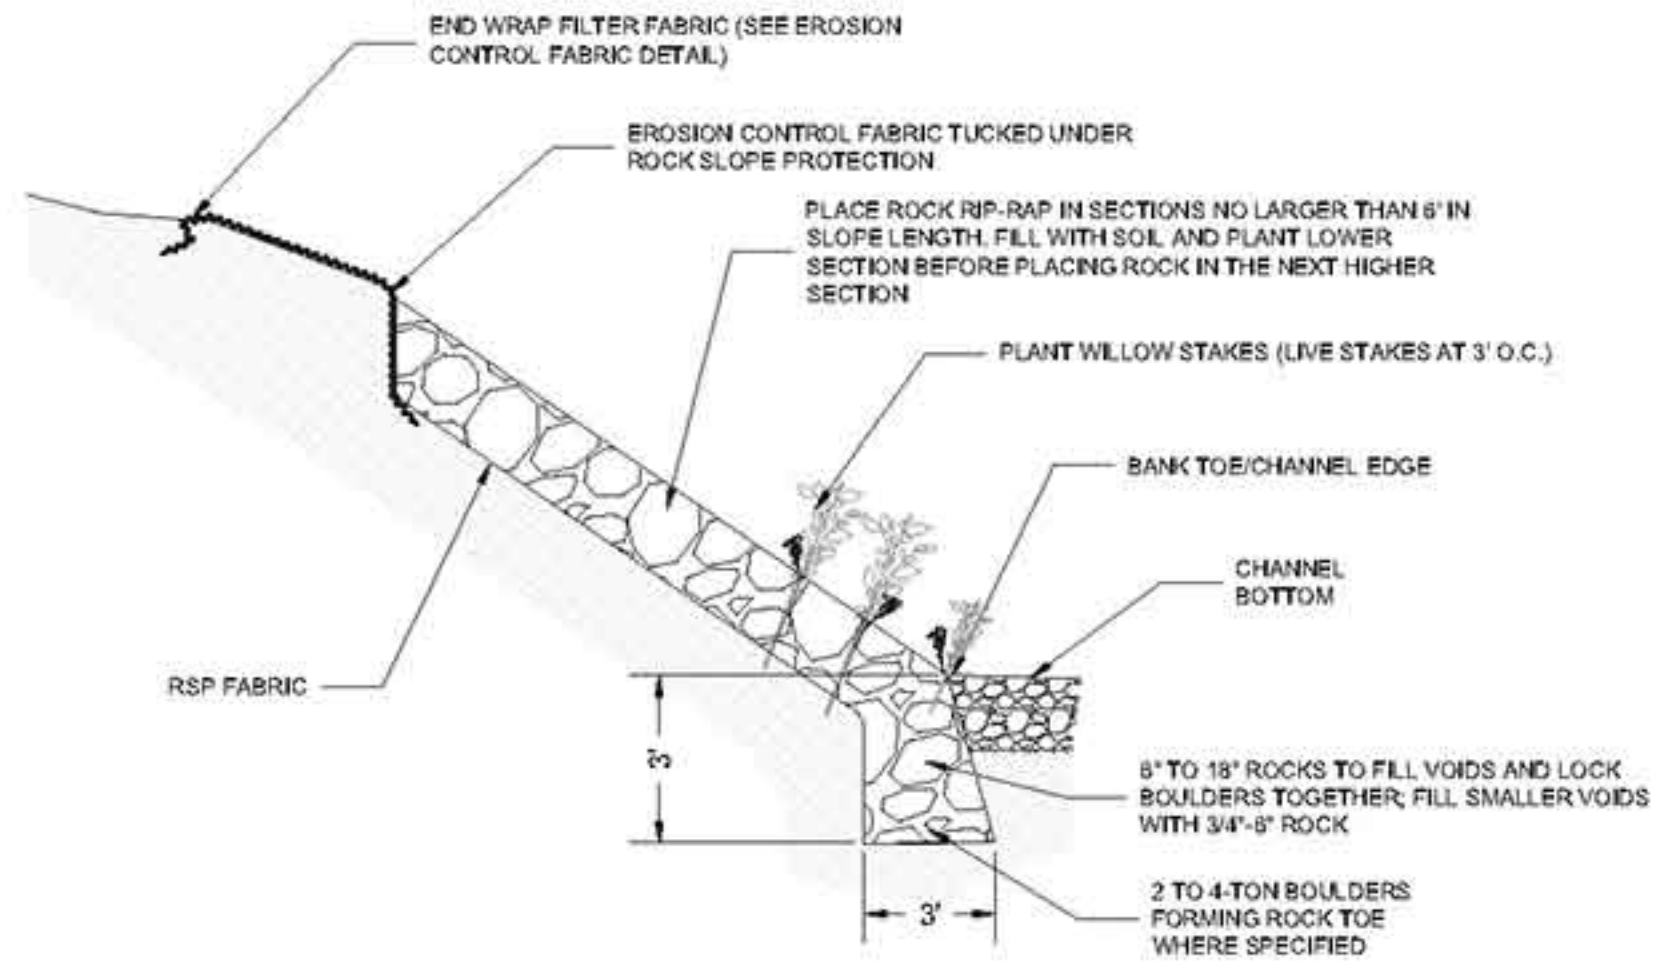 END WRAP FILTER FABRIC (SEE EROSION
CONTROL FABRIC DETAIL)
EROSION CONTROL FABRIC TUCKED UNDER
ROCK SLOPE PROTECTION
PLACE ROCK RIP-RAP IN SECTIONS NO LARGER THAN 6' IN
SLOPE LENGTH. FILL WITH SOIL AND PLANT LOWER
SECTION BEFORE PLACING ROCK IN THE NEXT HIGHER
SECTION
PLANT WILLOW STAKES (LIVE STAKES AT 3' O.C.)
BANK TOE/CHANNEL EDGE
CHANNEL
BOTTOM
RSP FABRIC
3'
6" TO 18" ROCKS TO FILL VOIDS AND LOCK
BOULDERS TOGETHER; FILL SMALLER VOIDS
WITH 3/4"-6" ROCK
2 TO 4-TON BOULDERS
FORMING ROCK TOE
WHERE SPECIFIED
3'